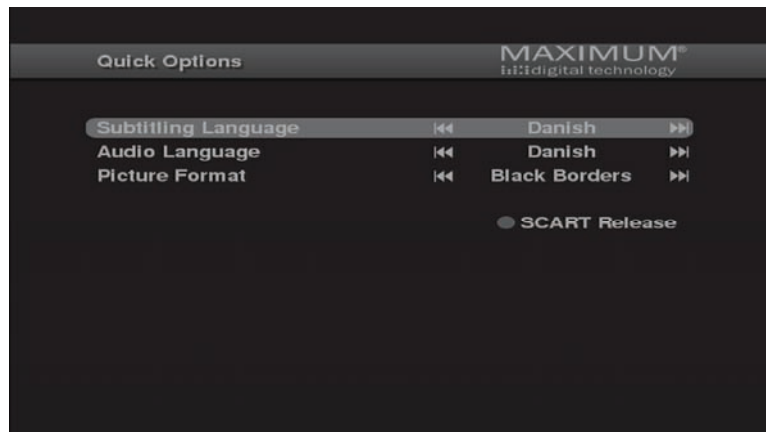 Quick Options
MAXIMUM®
digital technology
Subtitling Language Danish
Audio Language Danish
Picture Format Black Borders
SCART Release